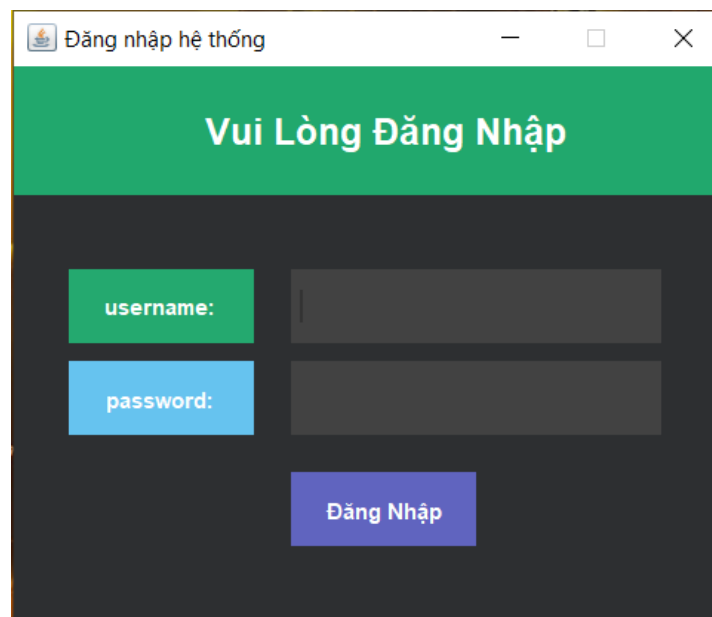 Đăng nhập hệ thống
Vui Lòng Đăng Nhập
username:
password:
Đăng Nhập